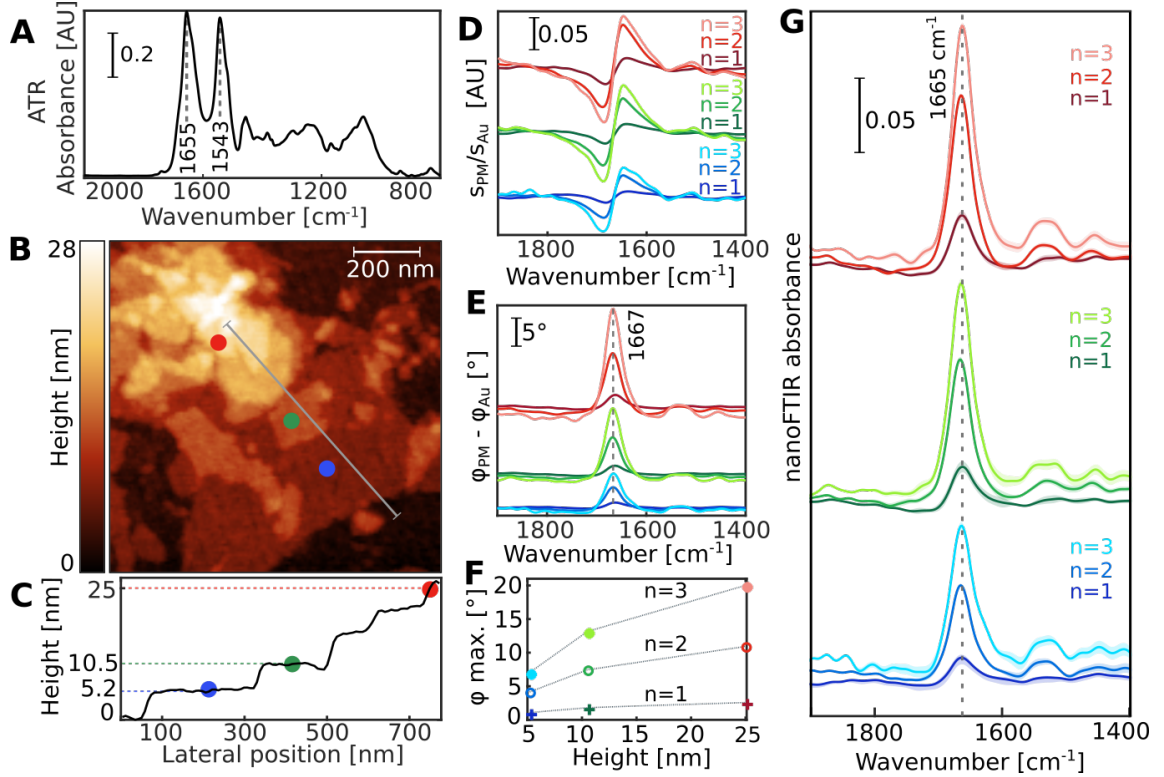 A
ATR
Absorbance [AU]
0.2
1655
1543
2000
1600
1200
800
Wavenumber [cm⁻¹]
B
28
Height [nm]
0
200 nm
C
Height [nm]
25
10.5
5.2
0
100
300
500
700
Lateral position [nm]
D
0.05
n=3
n=2
n=1
n=3
n=2
n=1
n=3
n=2
n=1
s_PM/s_Au [AU]
1800
1600
1400
Wavenumber [cm⁻¹]
E
5°
1667
φ_PM - φ_Au [°]
1800
1600
1400
Wavenumber [cm⁻¹]
F
φ max. [°]
20
15
10
5
0
n=3
n=2
n=1
5
10
15
20
25
Height [nm]
G
1665 cm⁻¹
0.05
n=3
n=2
n=1
n=3
n=2
n=1
n=3
n=2
n=1
nanoFTIR absorbance
1800
1600
1400
Wavenumber [cm⁻¹]